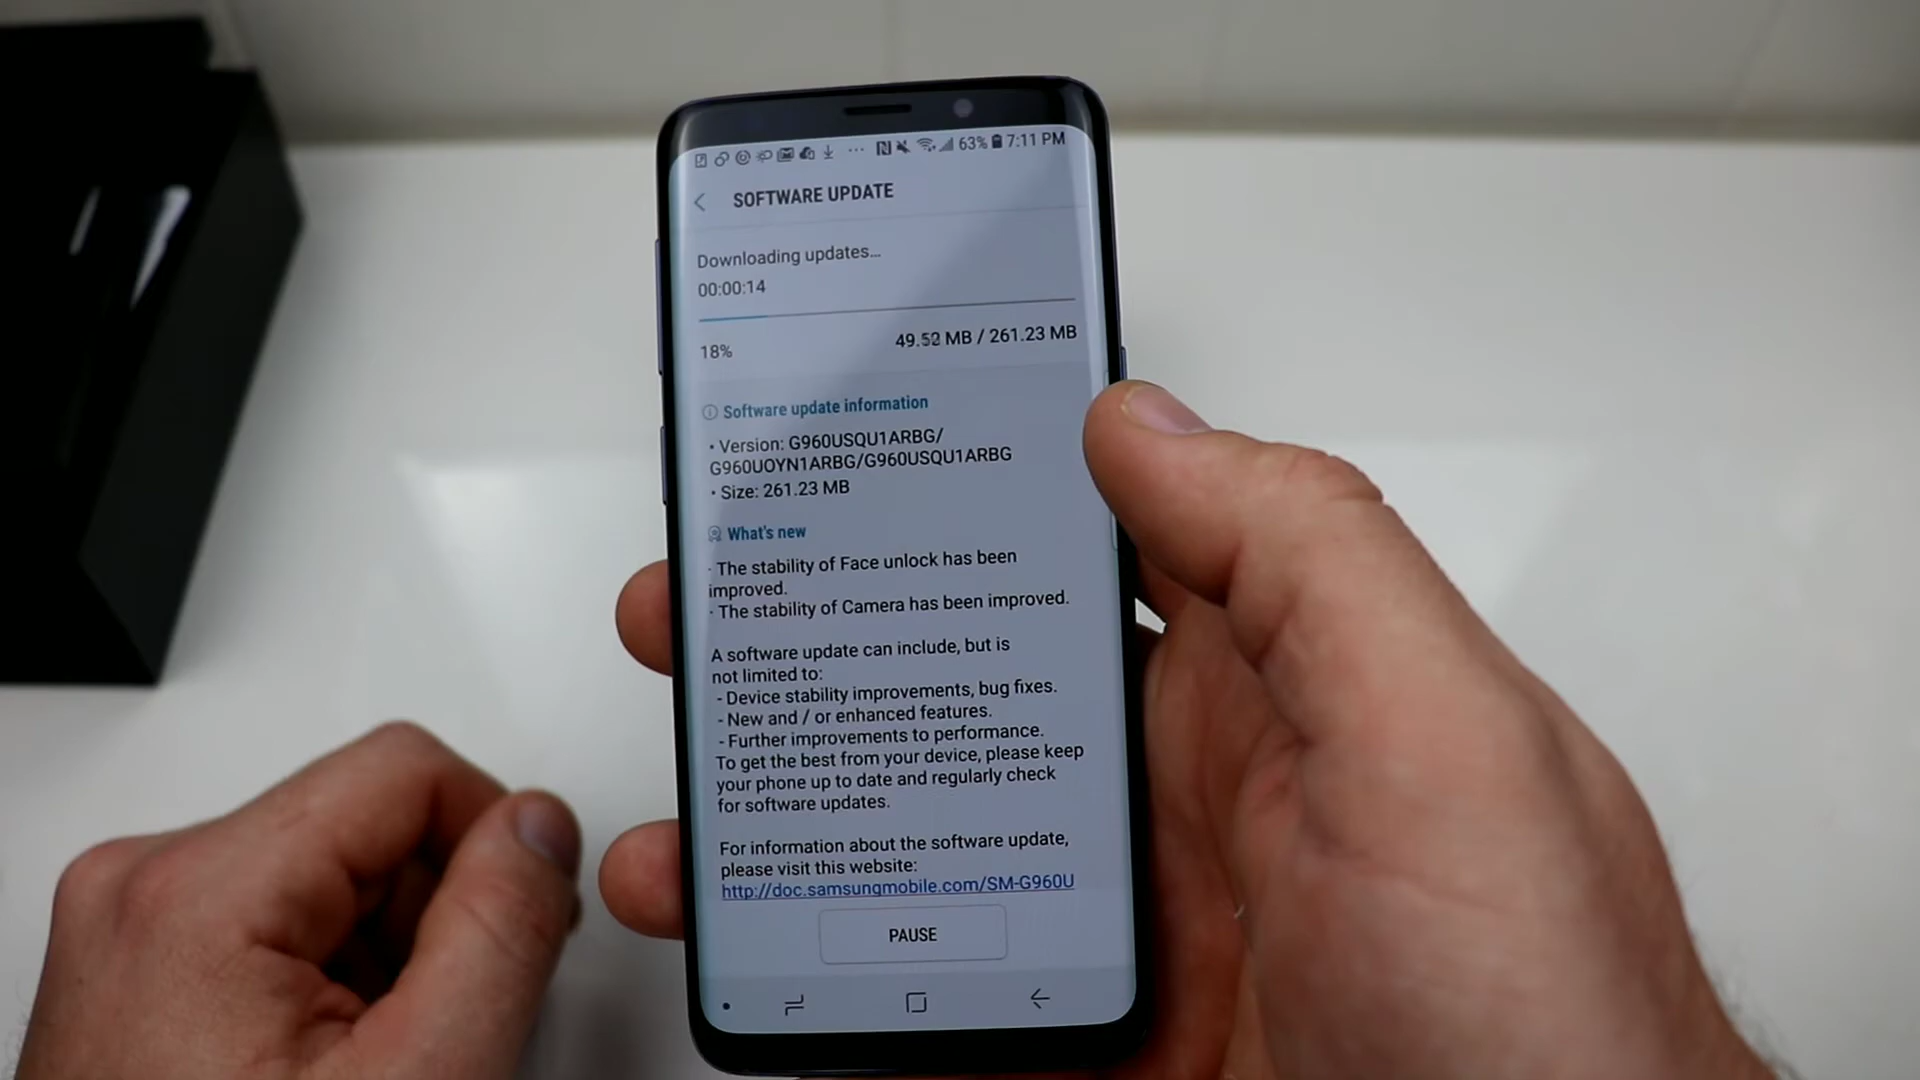 63% 7:11 PM
SOFTWARE UPDATE
Downloading updates...
00:00:14
18%
49.52 MB / 261.23 MB
Software update information
· Version: G960USQU1ARBG/
G960UOYN1ARBG/G960USQU1ARBG
· Size: 261.23 MB
What's new
· The stability of Face unlock has been
improved.
· The stability of Camera has been improved.
A software update can include, but is
not limited to:
- Device stability improvements, bug fixes.
- New and / or enhanced features.
- Further improvements to performance.
To get the best from your device, please keep
your phone up to date and regularly check
for software updates.
For information about the software update,
please visit this website:
http://doc.samsungmobile.com/SM-G960U
PAUSE